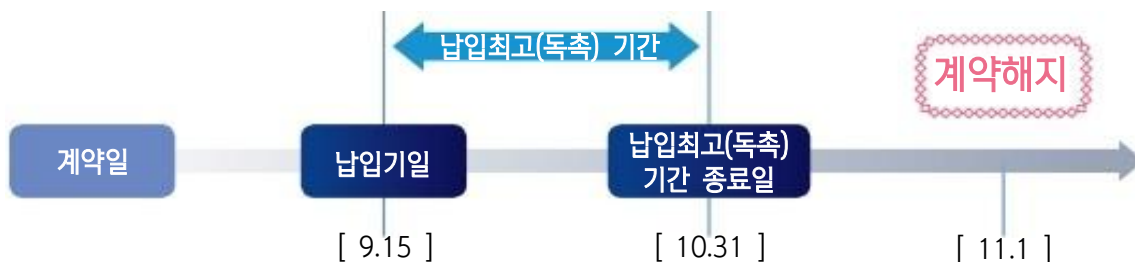 납입최고(독촉) 기간
계약해지
계약일
납입기일
납입최고(독촉)
기간 종료일
[ 9.15 ]
[ 10.31 ]
[ 11.1 ]